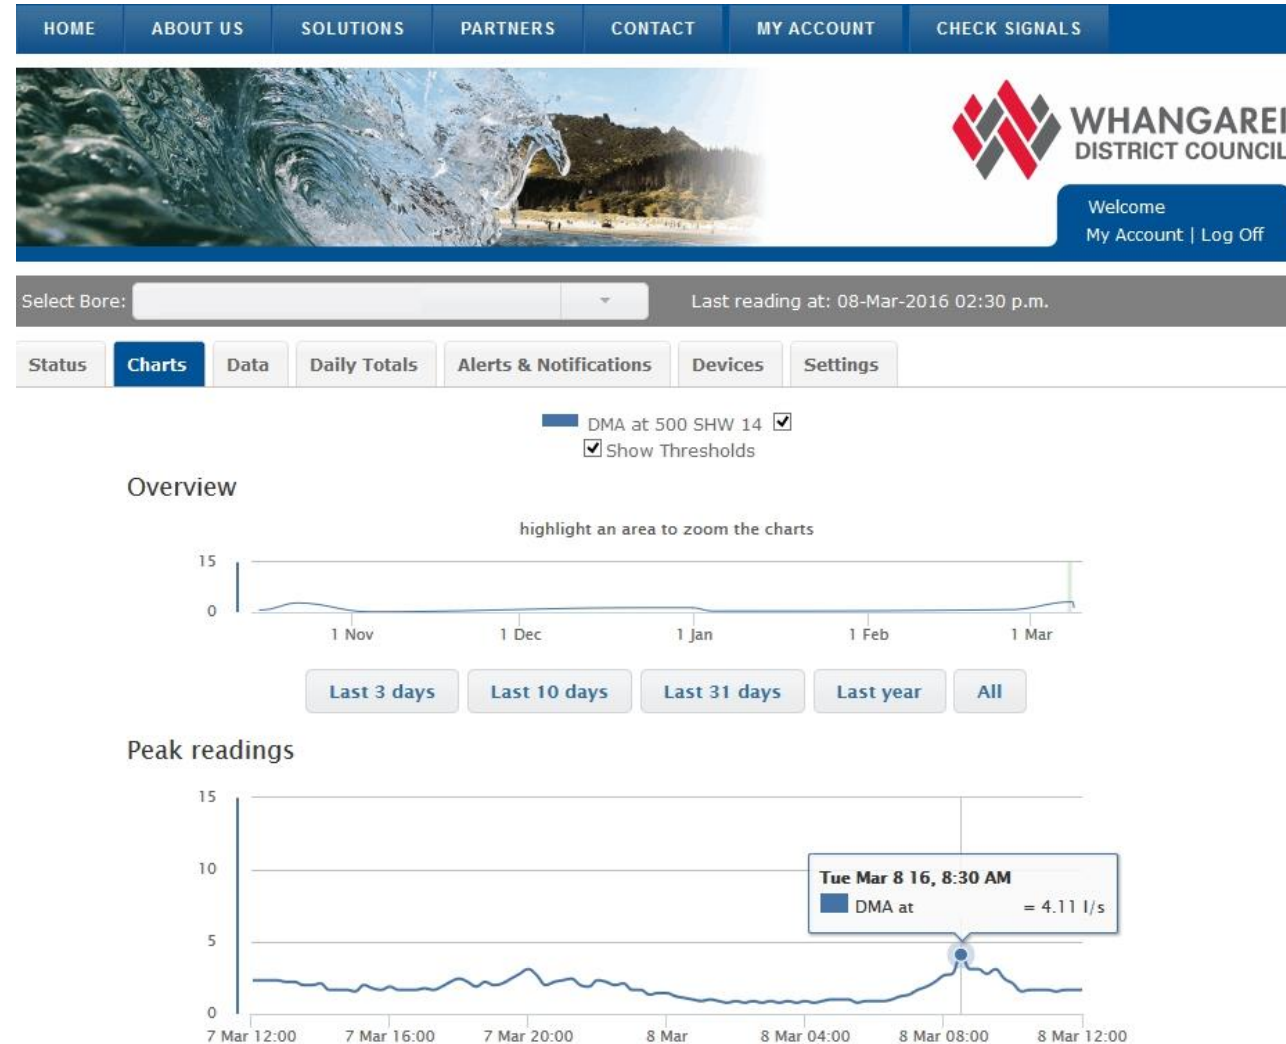 HOME ABOUT US SOLUTIONS PARTNERS CONTACT MY ACCOUNT CHECK SIGNALS
WHANGAREI
DISTRICT COUNCIL
Welcome
My Account | Log Off
Select Bore: Last reading at: 08-Mar-2016 02:30 p.m.
Status Charts Data Daily Totals Alerts & Notifications Devices Settings
DMA at 500 SHW 14
Show Thresholds
Overview
highlight an area to zoom the charts
15
0
1 Nov 1 Dec 1 Jan 1 Feb 1 Mar
Last 3 days Last 10 days Last 31 days Last year All
Peak readings
15
10
Tue Mar 8 16, 8:30 AM
DMA at = 4.11 l/s
5
0
7 Mar 12:00 7 Mar 16:00 7 Mar 20:00 8 Mar 8 Mar 04:00 8 Mar 08:00 8 Mar 12:00